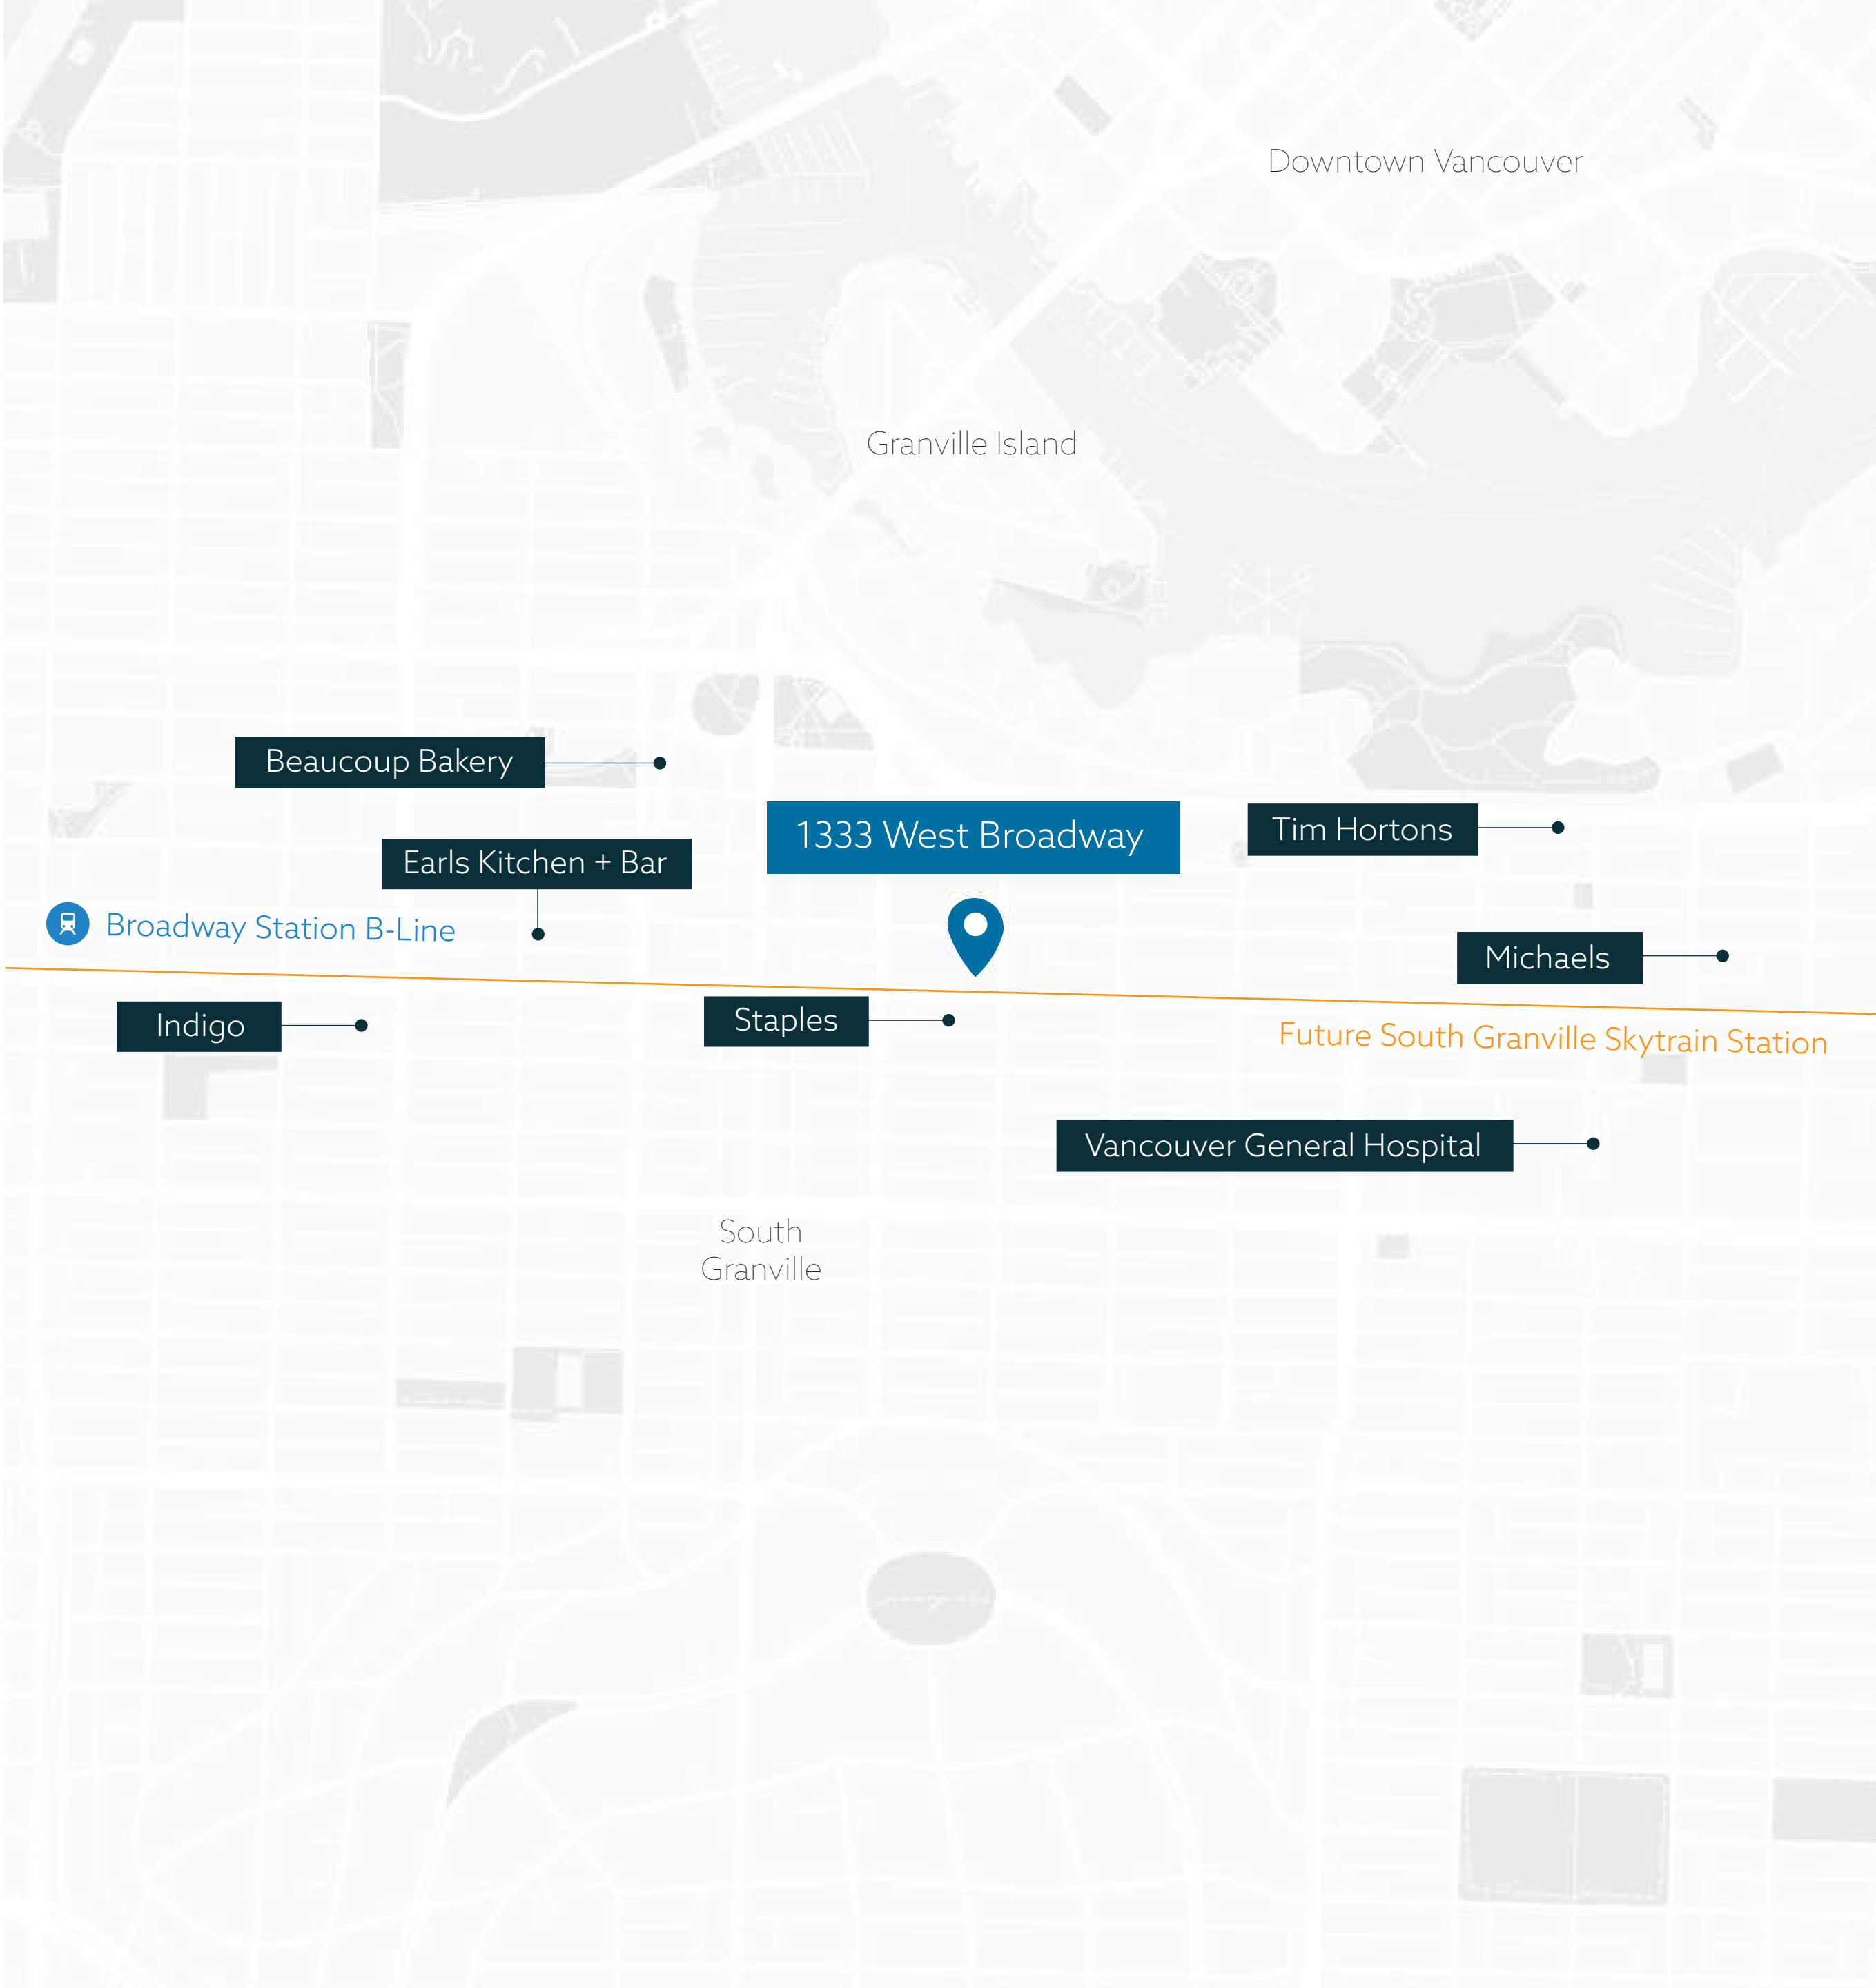 Downtown Vancouver
Granville Island
Beaucoup Bakery
1333 West Broadway
Tim Hortons
Earls Kitchen + Bar
Broadway Station B-Line
Michaels
Indigo
Staples
Future South Granville Skytrain Station
Vancouver General Hospital
South
Granville